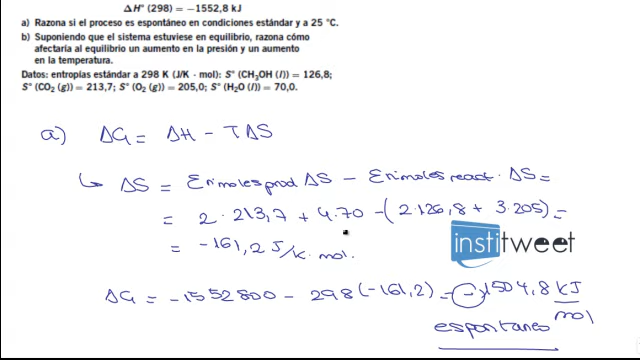 ΔH° (298) = −1552,8 kJ
a) Razona si el proceso es espontáneo en condiciones estándar y a 25 °C.
b) Suponiendo que el sistema estuviese en equilibrio, razona cómo
afectaría al equilibrio un aumento en la presión y un aumento
en la temperatura.
Datos: entropías estándar a 298 K (J/K · mol): S° (CH₃OH (l)) = 126,8;
S° (CO₂ (g)) = 213,7; S° (O₂ (g)) = 205,0; S° (H₂O (l)) = 70,0.
a) ΔG = ΔH − TΔS
↳ ΔS = Σ nimoles prod ΔS − Σ nimoles react. ΔS =
= 2 · 213,7 + 4.70 − (2.126,8 + 3.205) =
= −161,2 J/K. mol.
institweet
ΔG = −1552800 − 298 (−161,2) = − 1504,8 kJ/mol
espontaneo